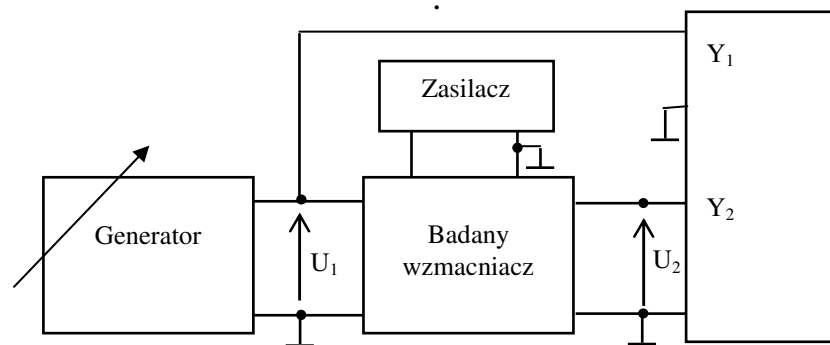 Y₁
Zasilacz
Generator
Badany
wzmacniacz
Y₂
U₁
U₂